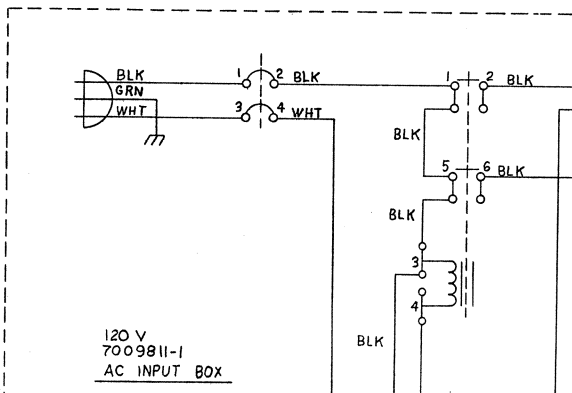 BLK
1 2 BLK
1 2 BLK
GRN
WHT
3 4 WHT
BLK
5 6 BLK
BLK
3
4
BLK
120 V
7009811-1
AC INPUT BOX